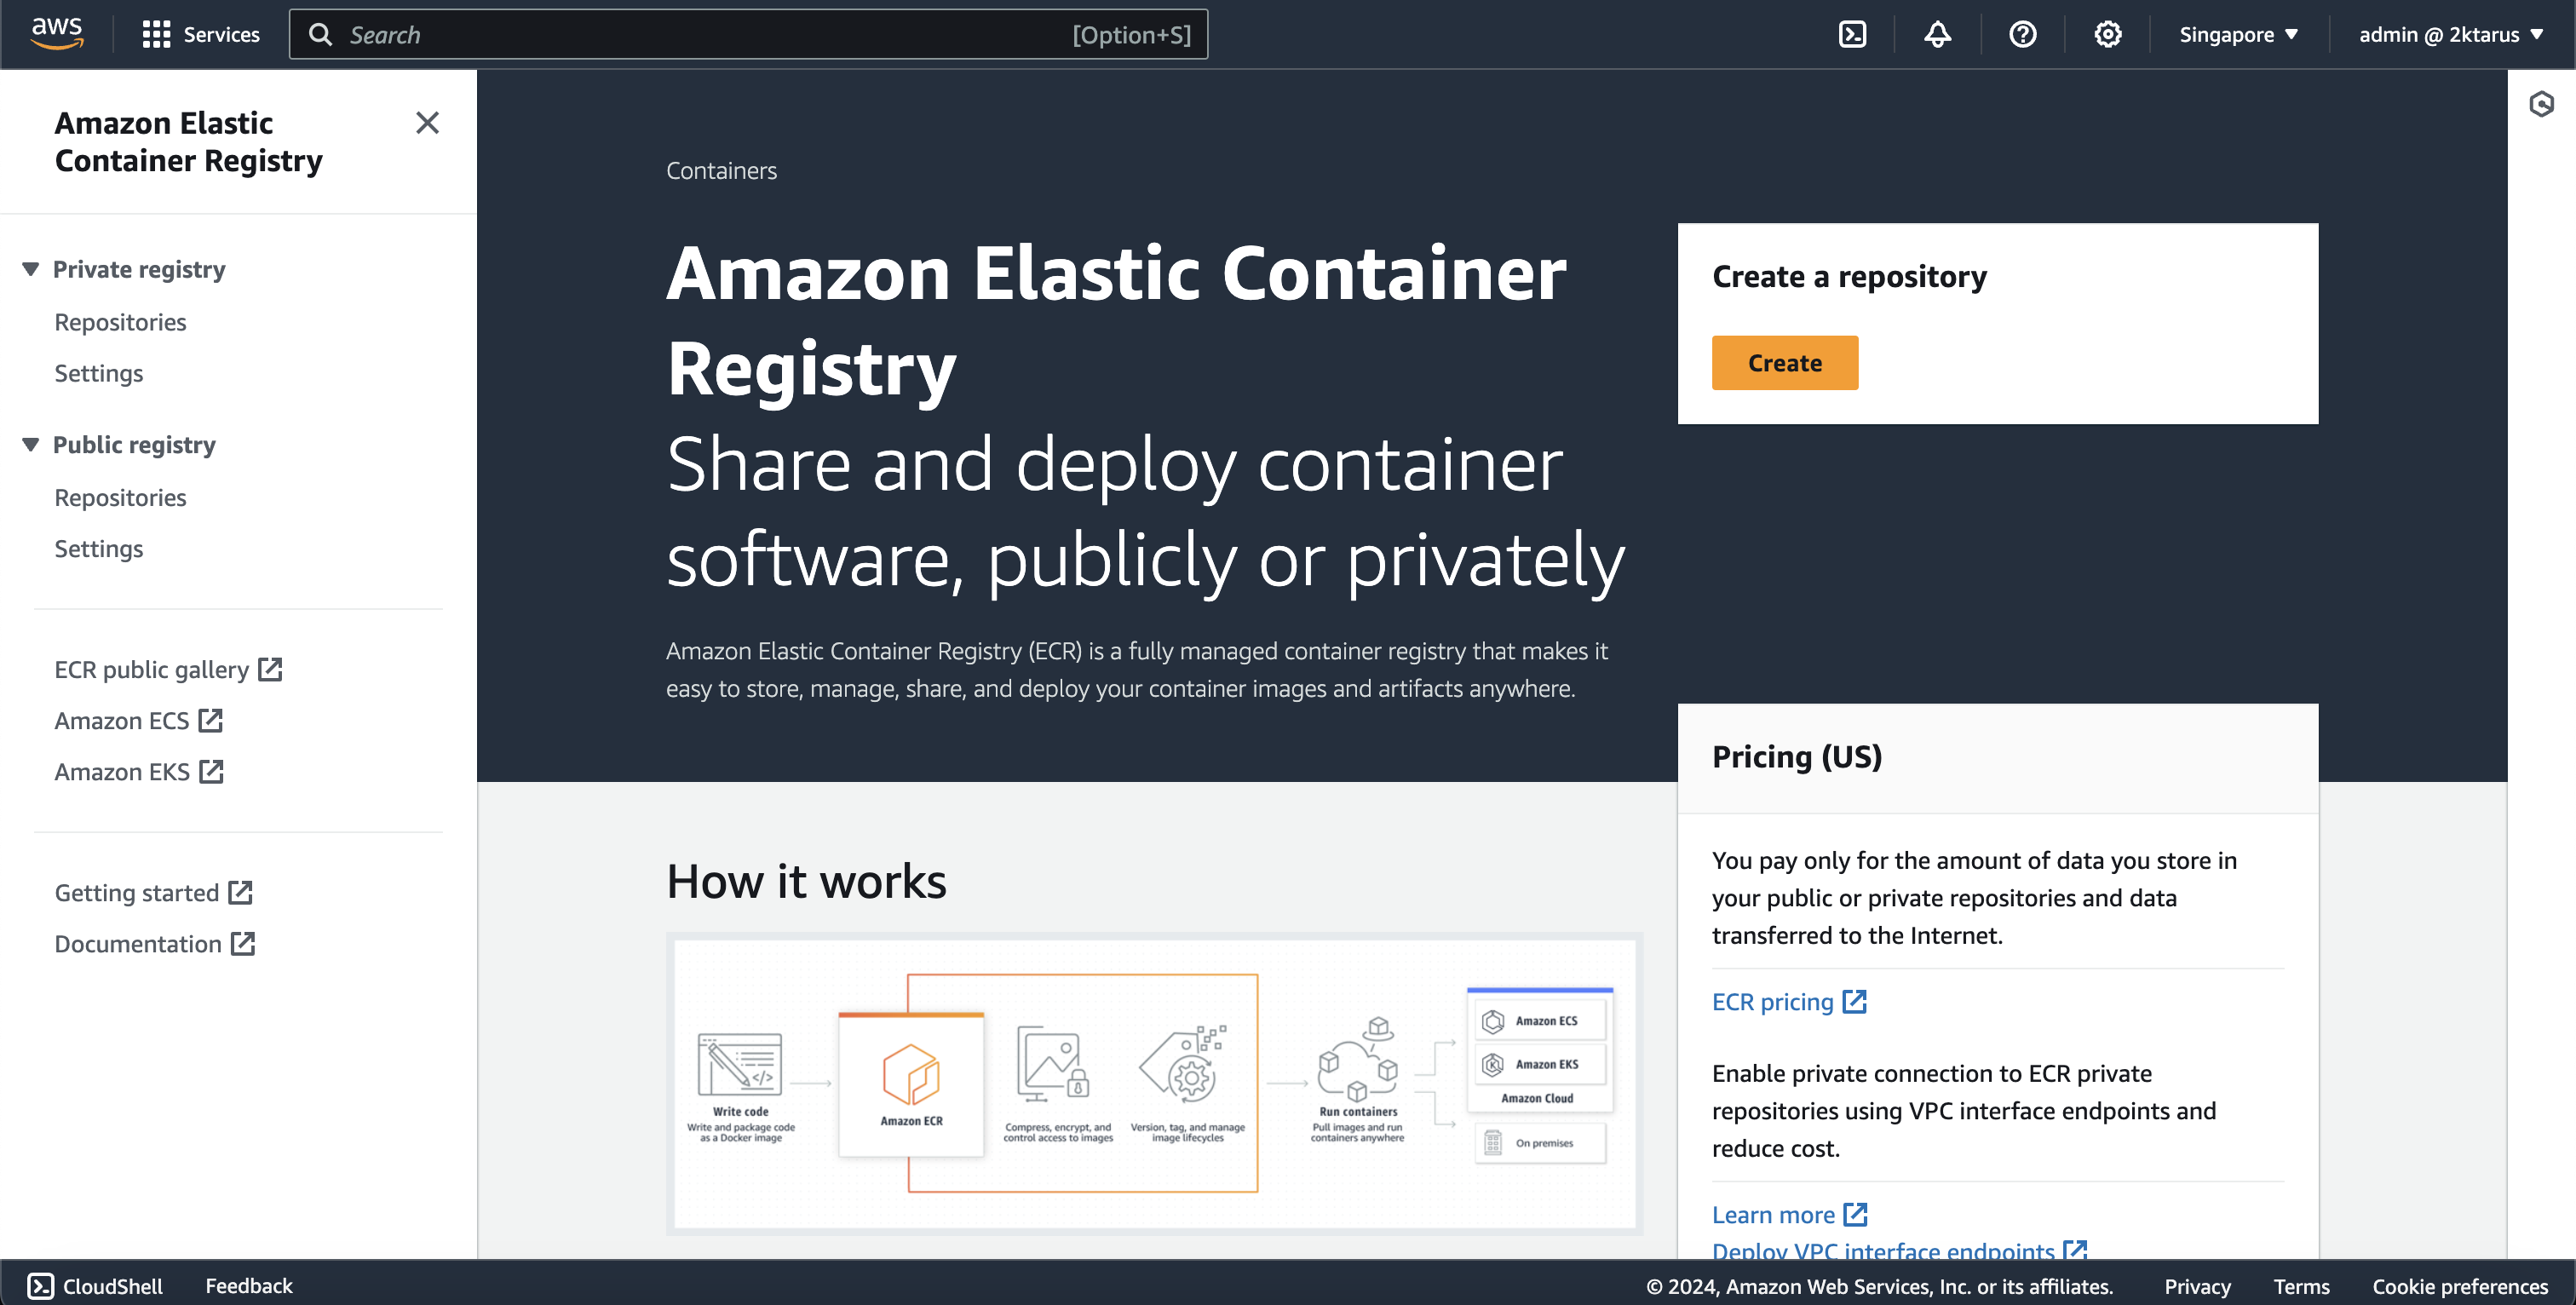 aws
Services
Search
[Option+S]
Singapore
admin @ 2ktarus
Amazon Elastic
Container Registry
Private registry
Repositories
Settings
Public registry
Repositories
Settings
ECR public gallery
Amazon ECS
Amazon EKS
Getting started
Documentation
Containers
Amazon Elastic Container
Registry
Share and deploy container
software, publicly or privately
Amazon Elastic Container Registry (ECR) is a fully managed container registry that makes it
easy to store, manage, share, and deploy your container images and artifacts anywhere.
Create a repository
Create
How it works
Write code
Write and package code
as a Docker image
Amazon ECR
Compress, encrypt, and
control access to images
Version, tag, and manage
image lifecycles
Run containers
Pull images and run
containers anywhere
Amazon ECS
Amazon EKS
Amazon Cloud
On premises
Pricing (US)
You pay only for the amount of data you store in
your public or private repositories and data
transferred to the Internet.
ECR pricing
Enable private connection to ECR private
repositories using VPC interface endpoints and
reduce cost.
Learn more
Deploy VPC interface endpoints
CloudShell
Feedback
© 2024, Amazon Web Services, Inc. or its affiliates.
Privacy
Terms
Cookie preferences